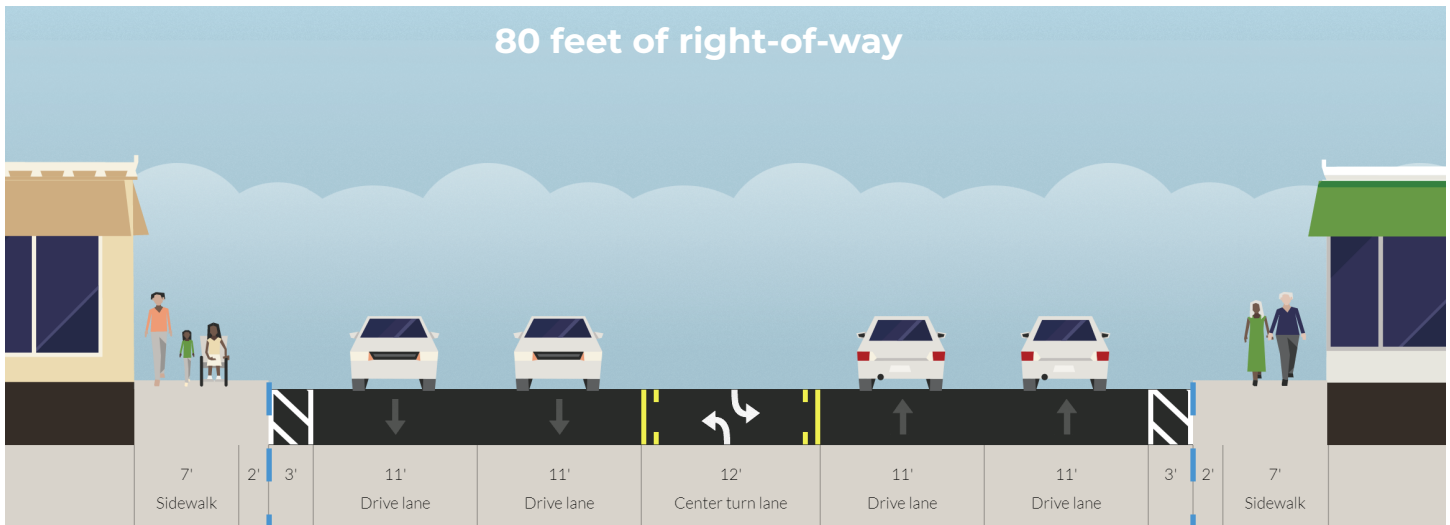 80 feet of right-of-way
7' 2' 3' 11' 11' 12' 11' 11' 3' 2' 7'
Sidewalk Drive lane Drive lane Center turn lane Drive lane Drive lane Sidewalk